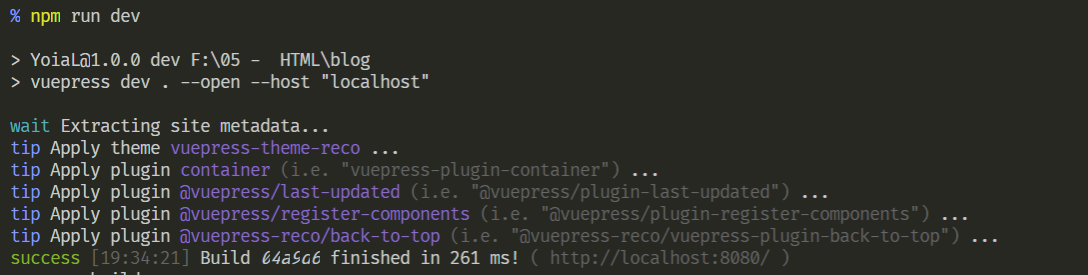 % npm run dev
> YoiaL@1.0.0 dev F:\05 - HTML\blog
> vuepress dev . --open --host "localhost"
wait Extracting site metadata...
tip Apply theme vuepress-theme-reco ...
tip Apply plugin container (i.e. "vuepress-plugin-container") ...
tip Apply plugin @vuepress/last-updated (i.e. "@vuepress/plugin-last-updated") ...
tip Apply plugin @vuepress/register-components (i.e. "@vuepress/plugin-register-components") ...
tip Apply plugin @vuepress-reco/back-to-top (i.e. "@vuepress-reco/vuepress-plugin-back-to-top") ...
success [19:34:21] Build 04a9a6 finished in 261 ms! ( http://localhost:8080/ )